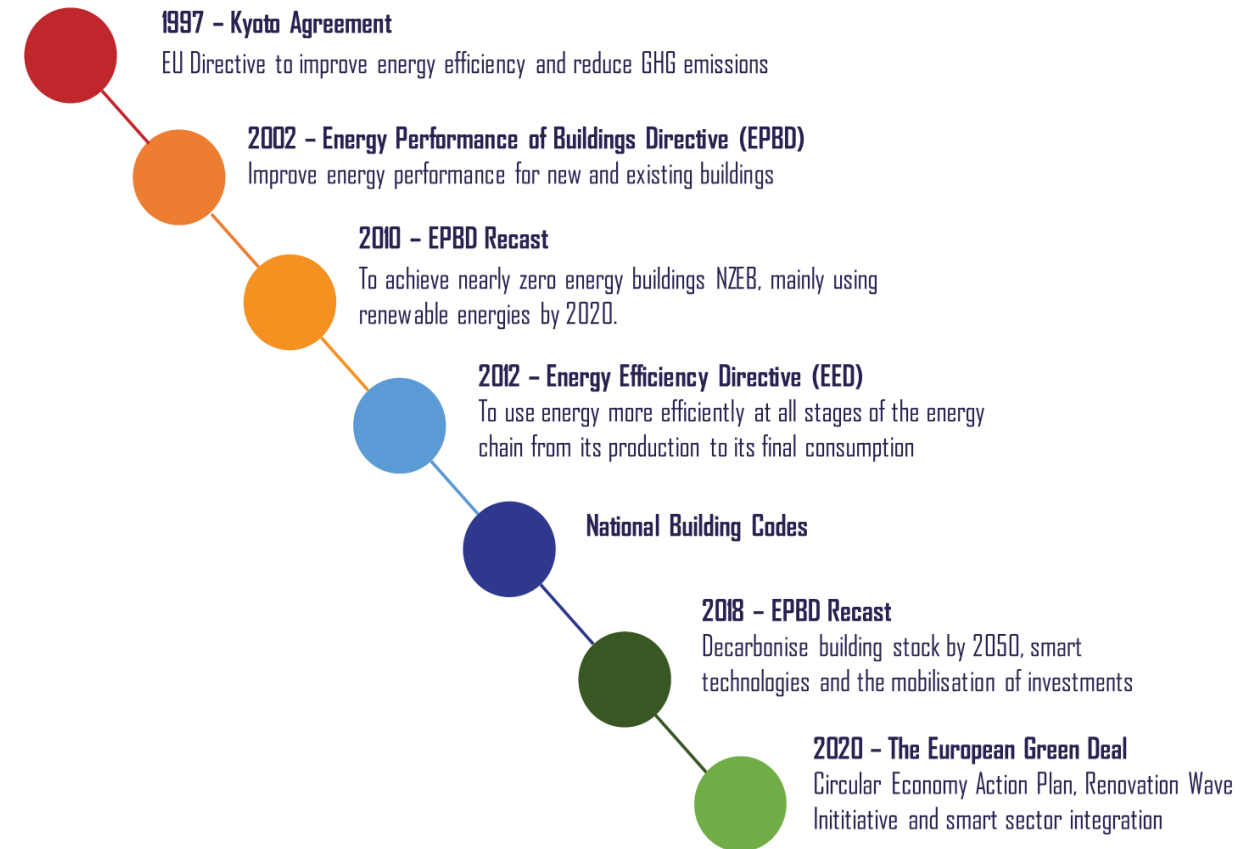 1997 – Kyoto Agreement
EU Directive to improve energy efficiency and reduce GHG emissions
2002 – Energy Performance of Buildings Directive (EPBD)
Improve energy performance for new and existing buildings
2010 – EPBD Recast
To achieve nearly zero energy buildings NZEB, mainly using
renewable energies by 2020.
2012 – Energy Efficiency Directive (EED)
To use energy more efficiently at all stages of the energy
chain from its production to its final consumption
National Building Codes
2018 – EPBD Recast
Decarbonise building stock by 2050, smart
technologies and the mobilisation of investments
2020 – The European Green Deal
Circular Economy Action Plan, Renovation Wave
Inititiative and smart sector integration